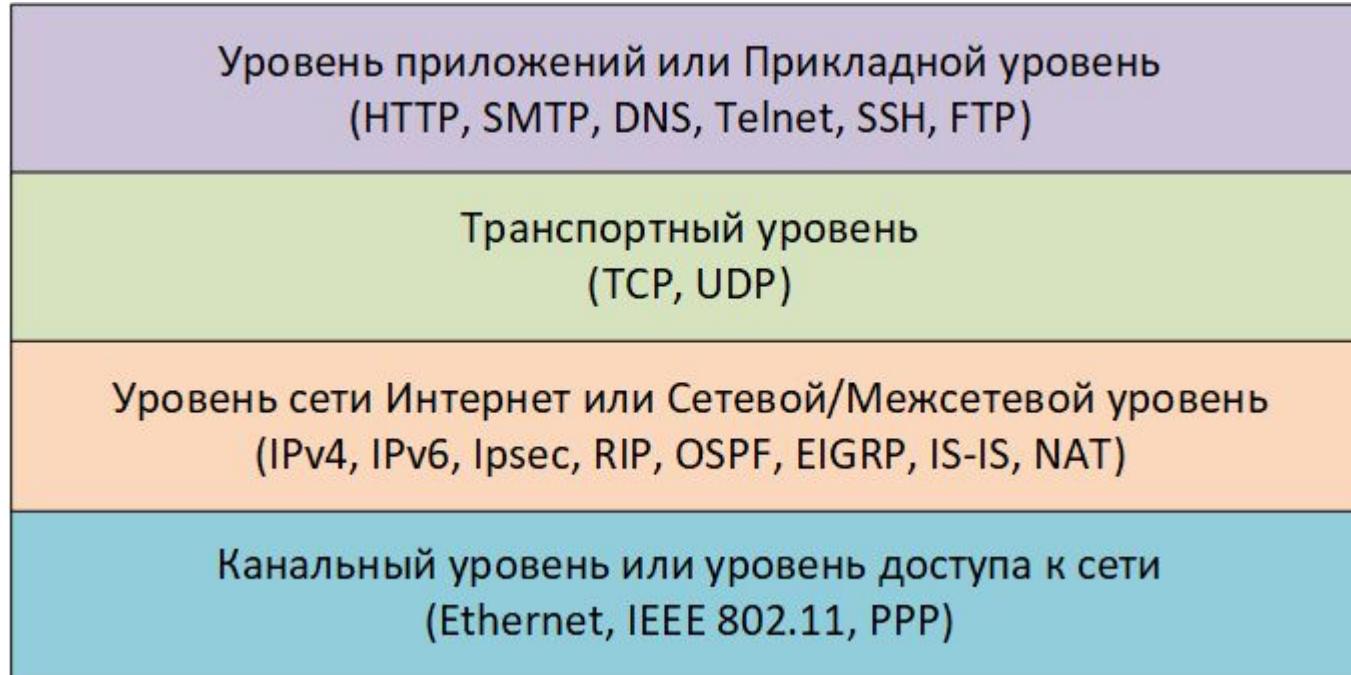 Уровень приложений или Прикладной уровень
(HTTP, SMTP, DNS, Telnet, SSH, FTP)
Транспортный уровень
(TCP, UDP)
Уровень сети Интернет или Сетевой/Межсетевой уровень
(IPv4, IPv6, Ipsec, RIP, OSPF, EIGRP, IS-IS, NAT)
Канальный уровень или уровень доступа к сети
(Ethernet, IEEE 802.11, PPP)